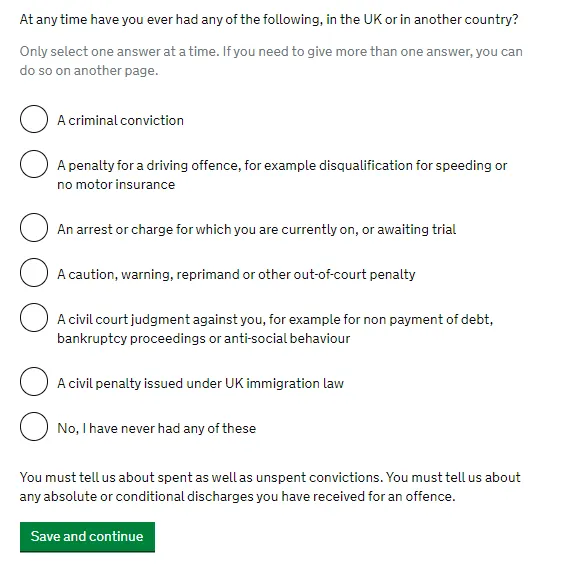 At any time have you ever had any of the following, in the UK or in another country?
Only select one answer at a time. If you need to give more than one answer, you can
do so on another page.
A criminal conviction
A penalty for a driving offence, for example disqualification for speeding or
no motor insurance
An arrest or charge for which you are currently on, or awaiting trial
A caution, warning, reprimand or other out-of-court penalty
A civil court judgment against you, for example for non payment of debt,
bankruptcy proceedings or anti-social behaviour
A civil penalty issued under UK immigration law
No, I have never had any of these
You must tell us about spent as well as unspent convictions. You must tell us about
any absolute or conditional discharges you have received for an offence.
Save and continue